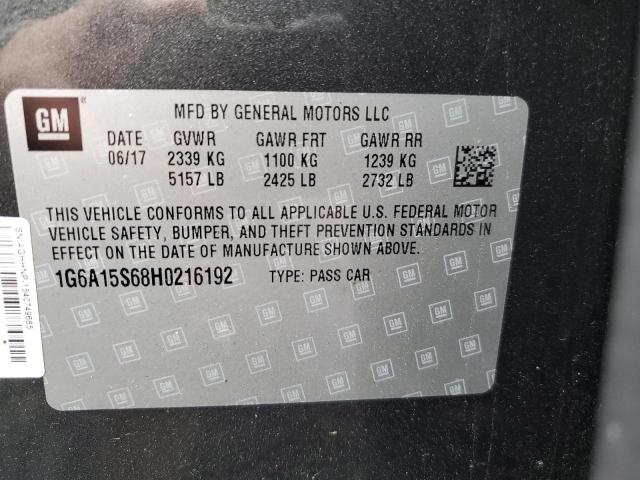 GM
MFD BY GENERAL MOTORS LLC
DATE GVWR GAWR FRT GAWR RR
06/17 2339 KG 1100 KG 1239 KG
5157 LB 2425 LB 2732 LB
THIS VEHICLE CONFORMS TO ALL APPLICABLE U.S. FEDERAL MOTOR
VEHICLE SAFETY, BUMPER, AND THEFT PREVENTION STANDARDS IN
EFFECT ON THE DATE OF MANUFACTURE SHOWN ABOVE.
1G6A15S68H0216192 TYPE: PASS CAR